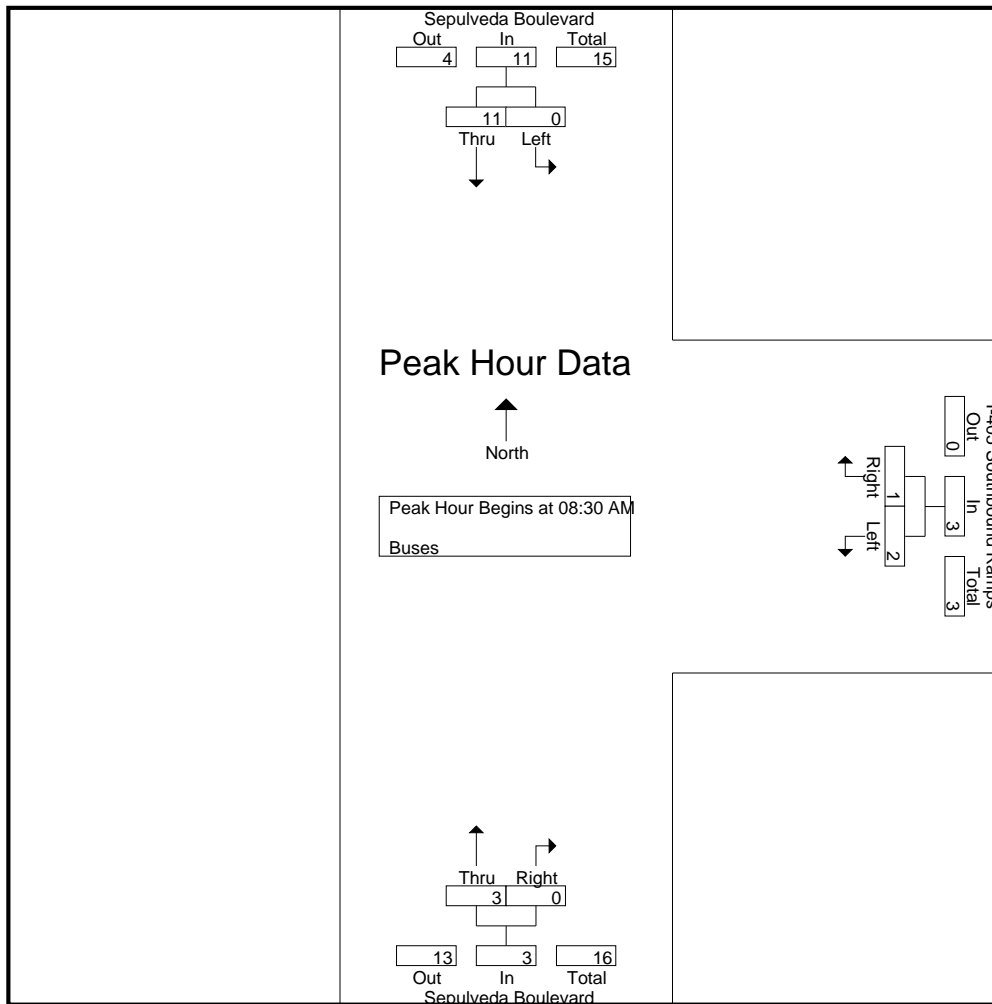 Sepulveda Boulevard
Out In Total
4 11 15
11 0
Thru Left
Peak Hour Data
North
Peak Hour Begins at 08:30 AM
Buses
Southbound Ramps
Out In Total
0 3 3
1 2
Right Left
Thru Right
3 0
13 3 16
Out In Total
Sepulveda Boulevard